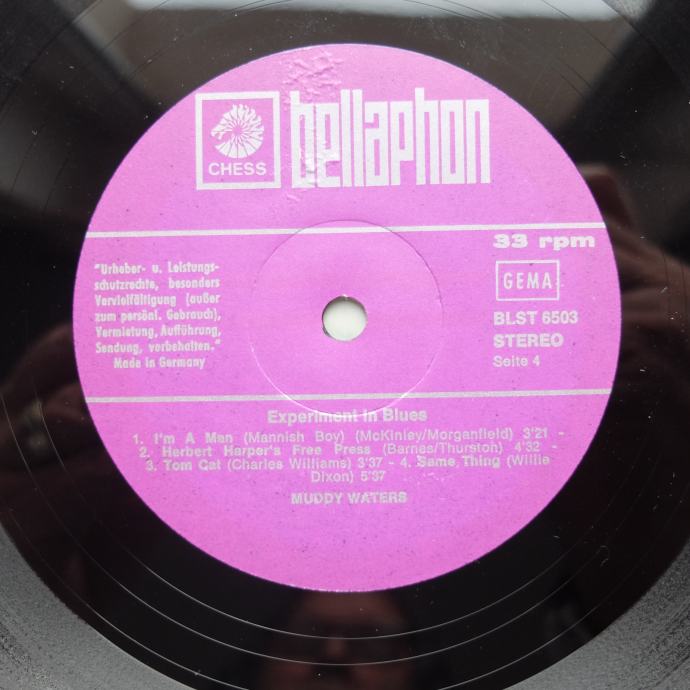 CHESS
bellaphon
33 rpm
"Urheber- u. Leistungs-
schutzrechte, besonders
Vervielfältigung (außer
zum persönl. Gebrauch),
Vermietung, Aufführung,
Sendung, vorbehalten."
Made in Germany
GEMA
BLST 6503
STEREO
Seite 4
Experiment in Blues
1. I'm A Man (Mannish Boy) (McKinley/Morganfield) 3'21 -
2. Herbert Harper's Free Press (Barnes/Thurston) 4'32 -
3. Tom Cat (Charles Williams) 3'37 - 4. Same Thing (Willie
Dixon) 5'37
MUDDY WATERS